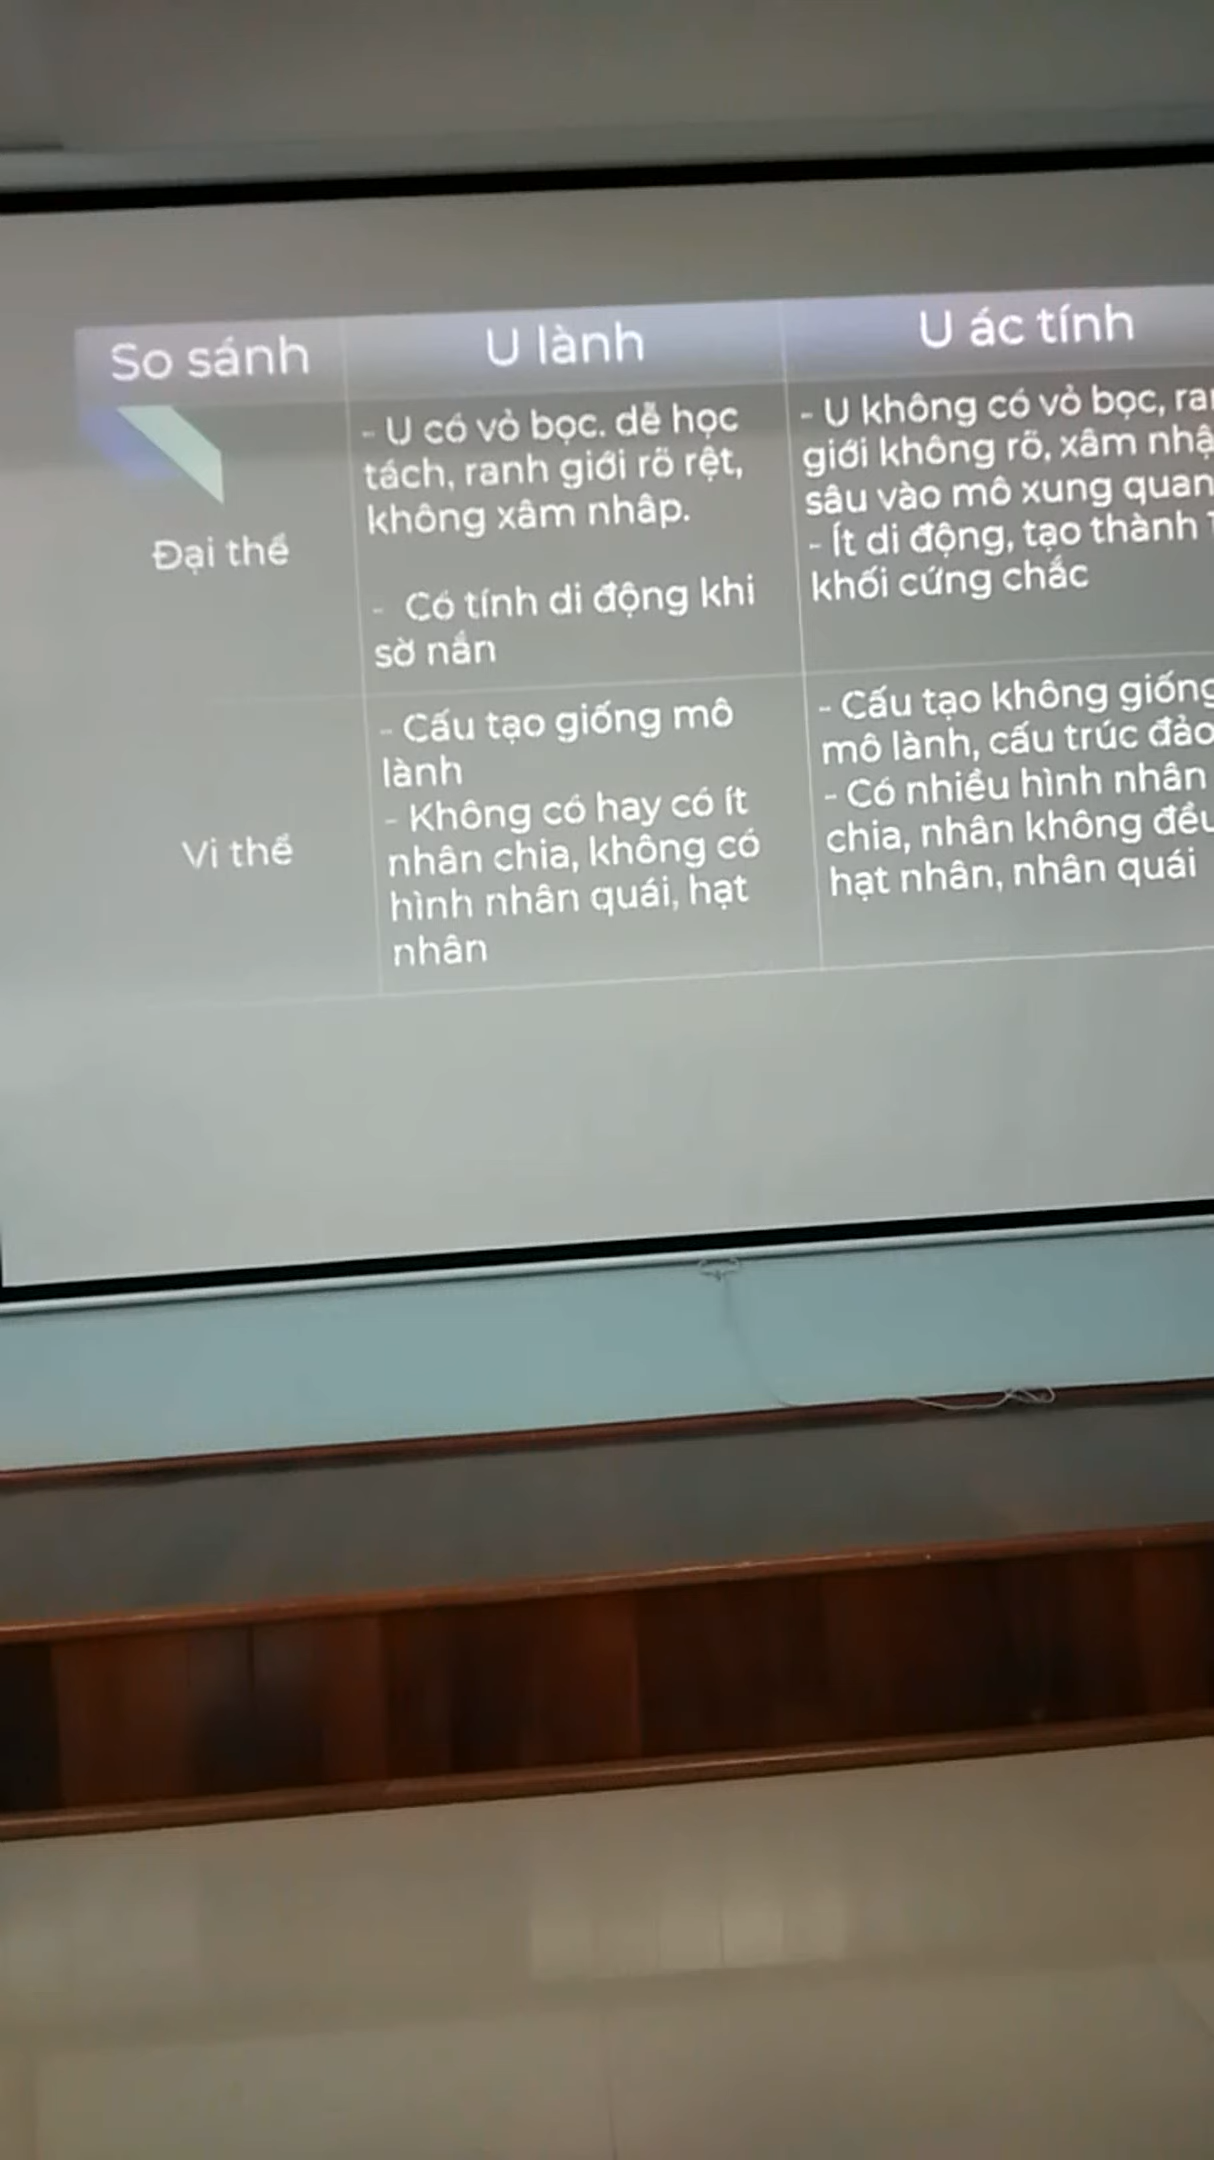 So sánh
U lành
U ác tính
Đại thể
- U có vỏ bọc. dễ học
tách, ranh giới rõ rệt,
không xâm nhâp.
- Có tính di động khi
sờ nắn
- U không có vỏ bọc,
giới không rõ, xâm
sâu vào mô xung
- Ít di động, tạo thành
khối cứng chắc
Vi thể
- Cấu tạo giống mô
lành
- Không có hay có ít
nhân chia, không có
hình nhân quái, hạt
nhân
- Cấu tạo không giống
mô lành, cấu trúc đảo
- Có nhiều hình nhân
chia, nhân không đều
hạt nhân, nhân quái